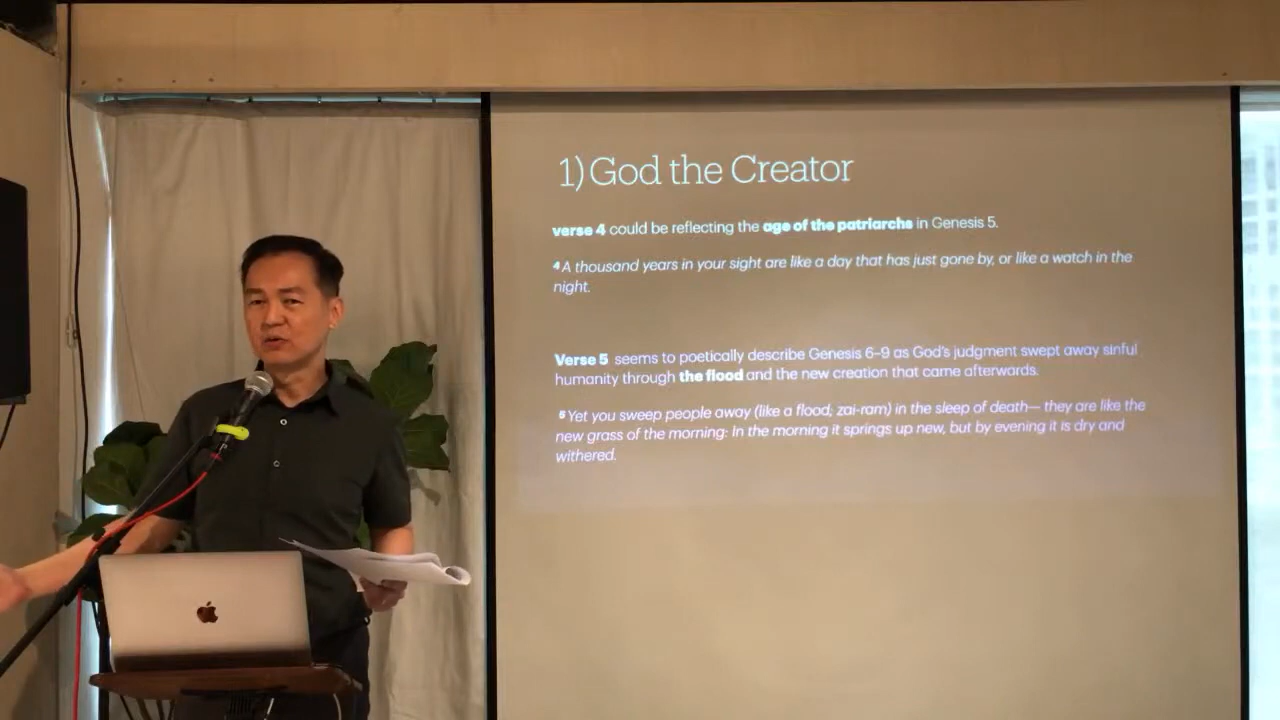 1) God the Creator
verse 4 could be reflecting the age of the patriarchs in Genesis 5.
4 A thousand years in your sight are like a day that has just gone by, or like a watch in the
night.
Verse 5 seems to poetically describe Genesis 6-9 as God's judgment swept away sinful
humanity through the flood and the new creation that came afterwards.
5 Yet you sweep people away (like a flood, zai-ram) in the sleep of death— they are like the
new grass of the morning: In the morning it springs up new, but by evening it is dry and
withered.